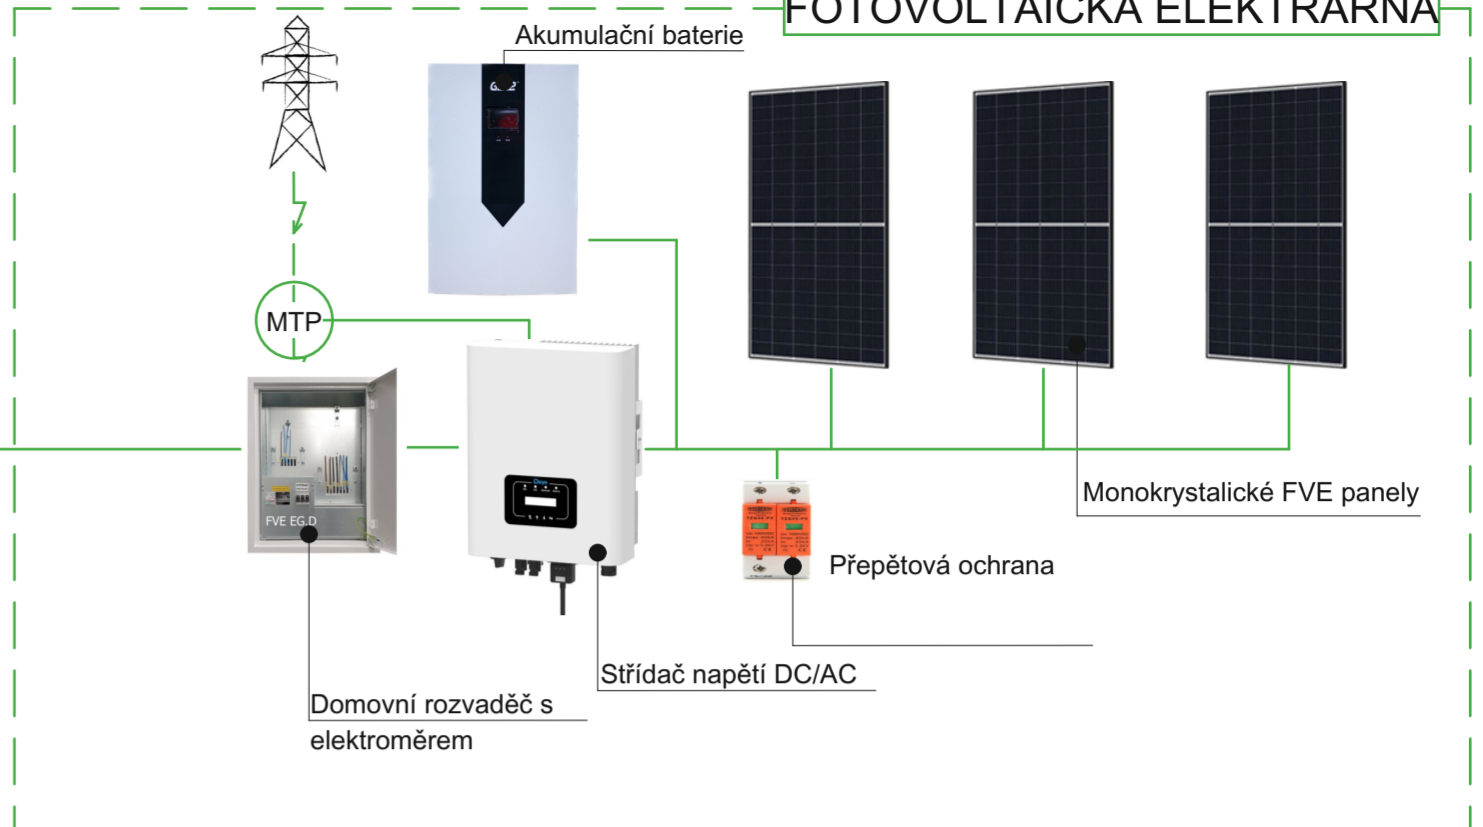 FOTOVOLTAICKÁ ELEKTRÁRNA
Akumulační baterie
MTP
FVE EG.D
Monokrystalické FVE panely
Přepětová ochrana
Střídač napětí DC/AC
Domovní rozvaděč s
elektroměrem